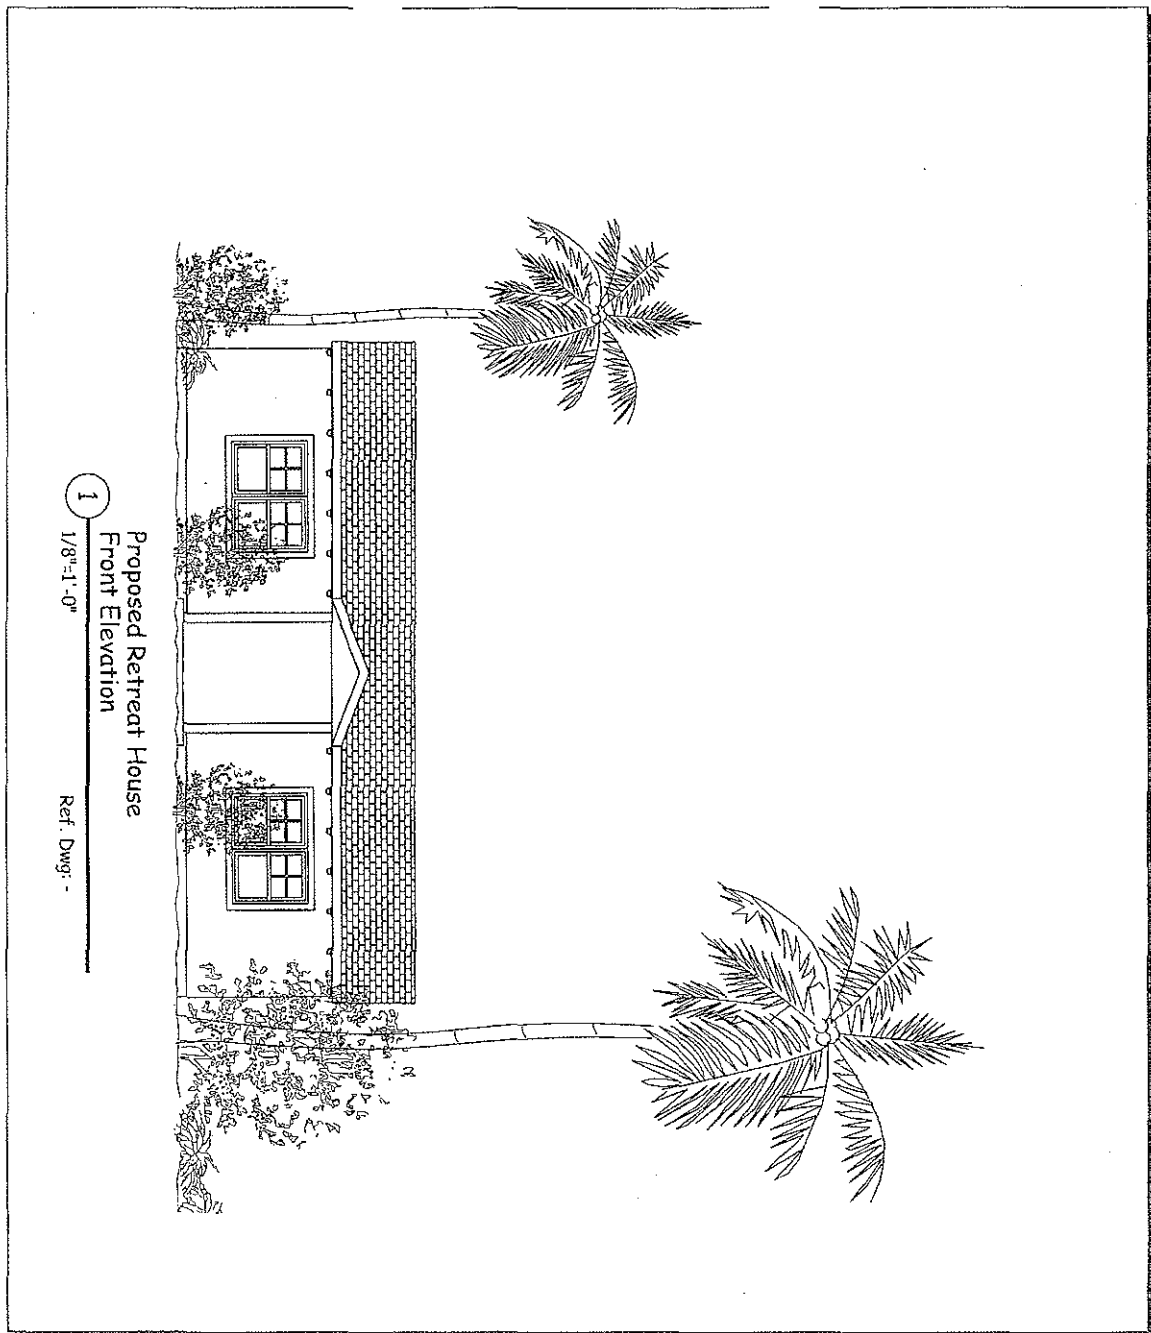 Proposed Retreat House
Front Elevation
1
1/8"=1'-0"
Ref. Dwg: -